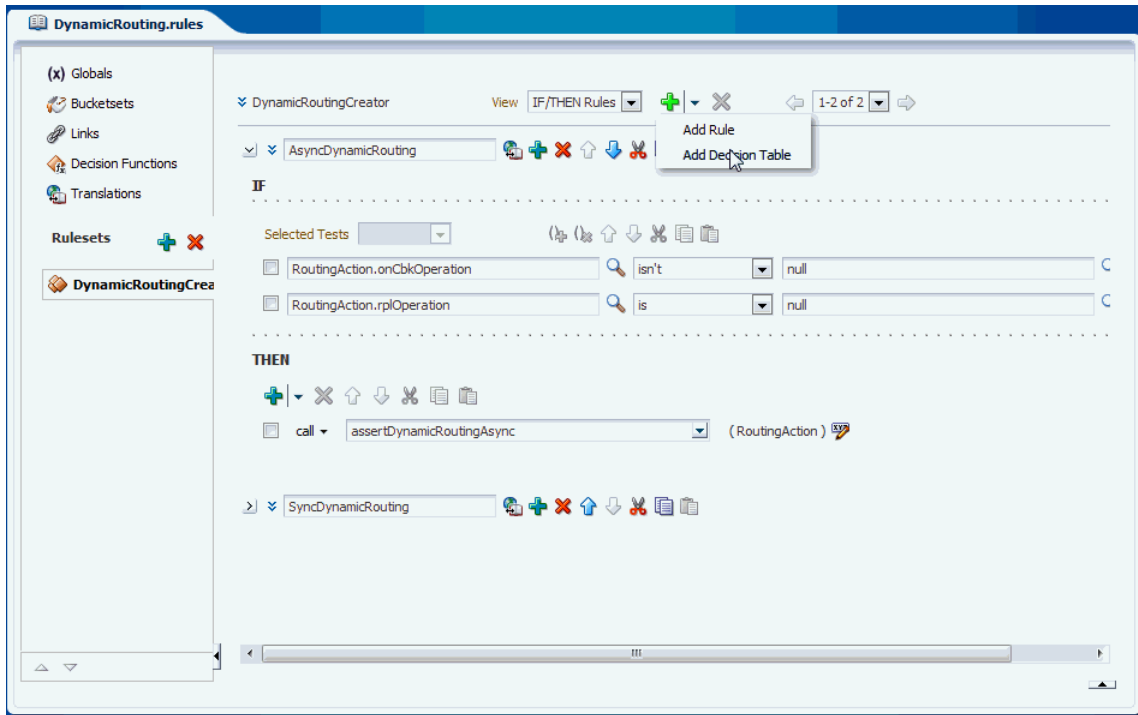 DynamicRouting.rules
(x) Globals
Bucketsets
Links
Decision Functions
Translations
Rulesets
DynamicRoutingCrea
DynamicRoutingCreator View IF/THEN Rules 1-2 of 2
Add Rule
Add Decision Table
AsyncDynamicRouting
IF
Selected Tests
RoutingAction.onCbkOperation isn't null
RoutingAction.rplOperation is null
THEN
call assertDynamicRoutingAsync (RoutingAction)
SyncDynamicRouting